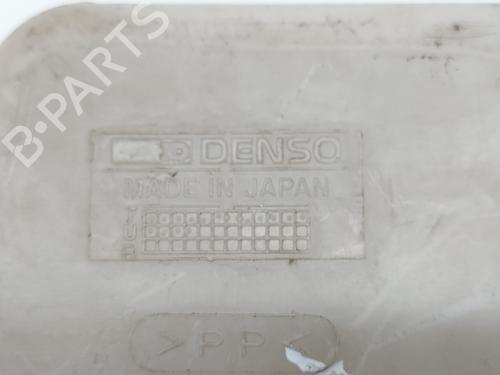 DENSO
MADE IN JAPAN
>PP<
B-PARTS